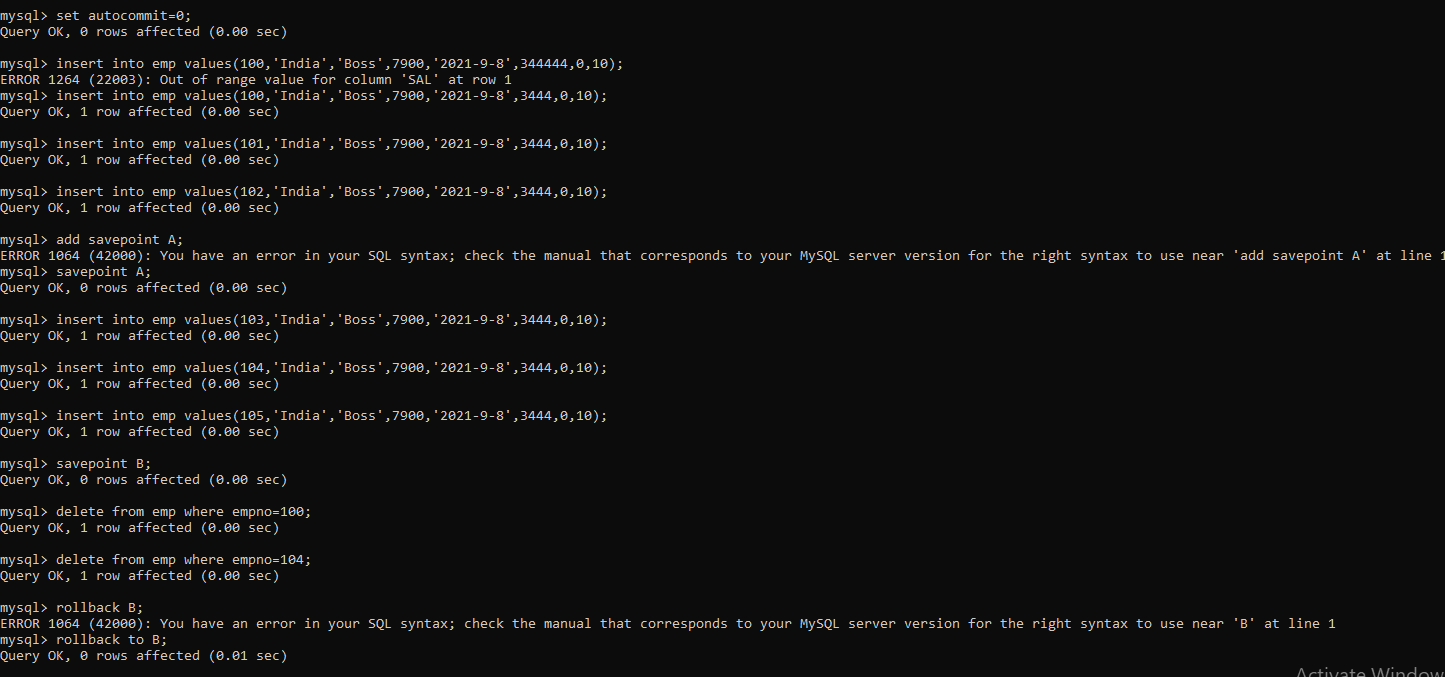 mysql> set autocommit=0;
Query OK, 0 rows affected (0.00 sec)
mysql> insert into emp values(100,'India','Boss',7900,'2021-9-8',344444,0,10);
ERROR 1264 (22003): Out of range value for column 'SAL' at row 1
mysql> insert into emp values(100,'India','Boss',7900,'2021-9-8',3444,0,10);
Query OK, 1 row affected (0.00 sec)
mysql> insert into emp values(101,'India','Boss',7900,'2021-9-8',3444,0,10);
Query OK, 1 row affected (0.00 sec)
mysql> insert into emp values(102,'India','Boss',7900,'2021-9-8',3444,0,10);
Query OK, 1 row affected (0.00 sec)
mysql> add savepoint A;
ERROR 1064 (42000): You have an error in your SQL syntax; check the manual that corresponds to your MySQL server version for the right syntax to use near 'add savepoint A' at line 1
mysql> savepoint A;
Query OK, 0 rows affected (0.00 sec)
mysql> insert into emp values(103,'India','Boss',7900,'2021-9-8',3444,0,10);
Query OK, 1 row affected (0.00 sec)
mysql> insert into emp values(104,'India','Boss',7900,'2021-9-8',3444,0,10);
Query OK, 1 row affected (0.00 sec)
mysql> insert into emp values(105,'India','Boss',7900,'2021-9-8',3444,0,10);
Query OK, 1 row affected (0.00 sec)
mysql> savepoint B;
Query OK, 0 rows affected (0.00 sec)
mysql> delete from emp where empno=100;
Query OK, 1 row affected (0.00 sec)
mysql> delete from emp where empno=104;
Query OK, 1 row affected (0.00 sec)
mysql> rollback B;
ERROR 1064 (42000): You have an error in your SQL syntax; check the manual that corresponds to your MySQL server version for the right syntax to use near 'B' at line 1
mysql> rollback to B;
Query OK, 0 rows affected (0.01 sec)
Activate Window